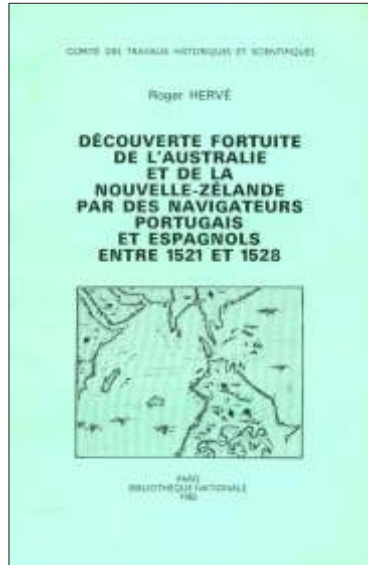 COMITÉ DES TRAVAUX HISTORIQUES ET SCIENTIFIQUES
Roger HERVÉ
DÉCOUVERTE FORTUITE
DE L'AUSTRALIE
ET DE LA
NOUVELLE-ZÉLANDE
PAR DES NAVIGATEURS
PORTUGAIS
ET ESPAGNOLS
ENTRE 1521 ET 1528
PARIS
BIBLIOTHÈQUE NATIONALE
1982